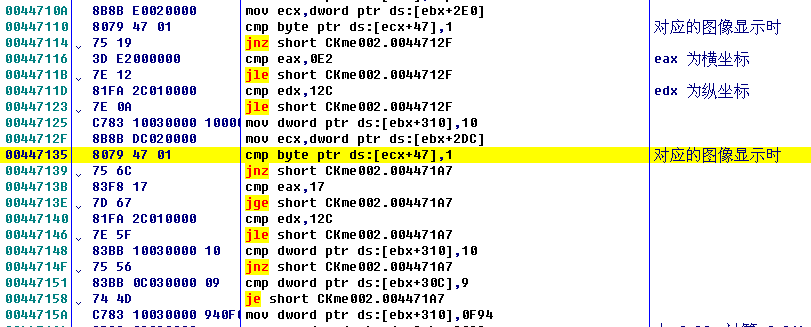 0044710A 8B8B E0020000 mov ecx,dword ptr ds:[ebx+2E0]
00447110 8079 47 01 cmp byte ptr ds:[ecx+47],1 对应的图像显示时
00447114 75 19 jnz short CKme002.0044712F
00447116 3D E2000000 cmp eax,0E2 eax 为横坐标
0044711B 7E 12 jle short CKme002.0044712F
0044711D 81FA 2C010000 cmp edx,12C edx 为纵坐标
00447123 7E 0A jle short CKme002.0044712F
00447125 C783 10030000 1000 mov dword ptr ds:[ebx+310],10
0044712F 8B8B DC020000 mov ecx,dword ptr ds:[ebx+2DC]
00447135 8079 47 01 cmp byte ptr ds:[ecx+47],1 对应的图像显示时
00447139 75 6C jnz short CKme002.004471A7
0044713B 83F8 17 cmp eax,17
0044713E 7D 67 jge short CKme002.004471A7
00447140 81FA 2C010000 cmp edx,12C
00447146 7E 5F jle short CKme002.004471A7
00447148 83BB 10030000 10 cmp dword ptr ds:[ebx+310],10
0044714F 75 56 jnz short CKme002.004471A7
00447151 83BB 0C030000 09 cmp dword ptr ds:[ebx+30C],9
00447158 74 4D je short CKme002.004471A7
0044715A C783 10030000 940F mov dword ptr ds:[ebx+310],0F94